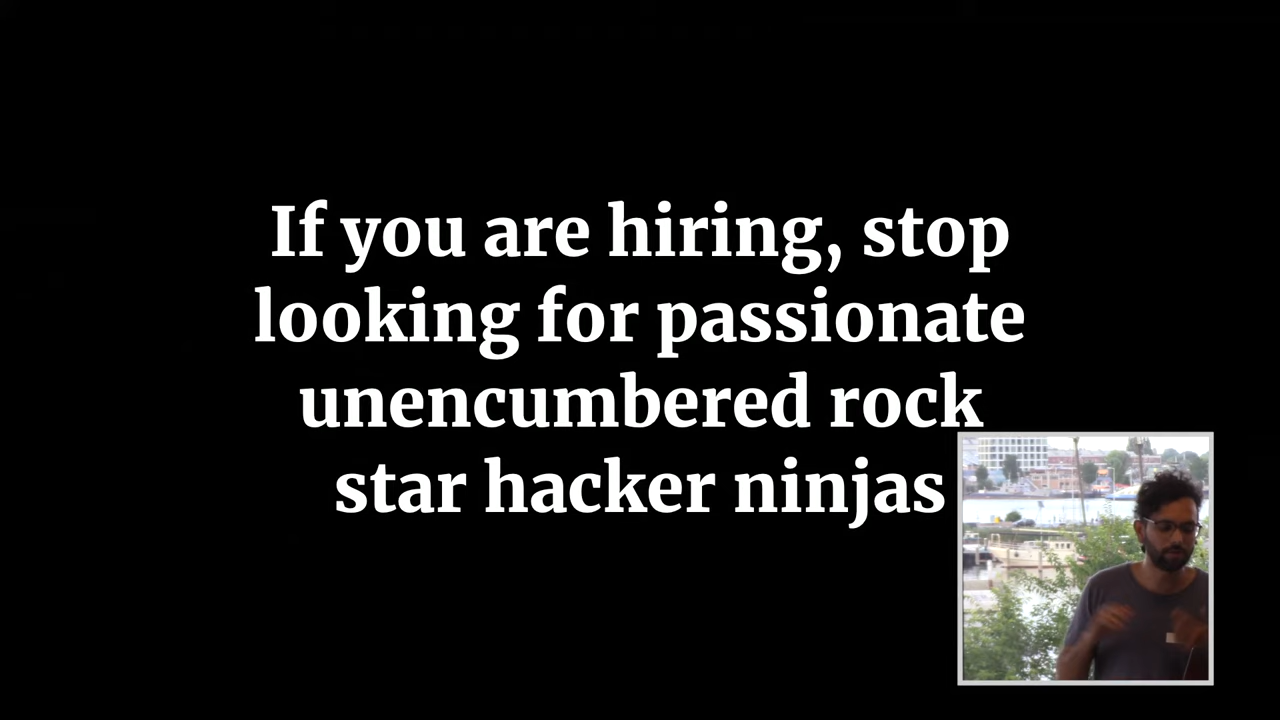 If you are hiring, stop
looking for passionate
unencumbered rock
star hacker ninjas